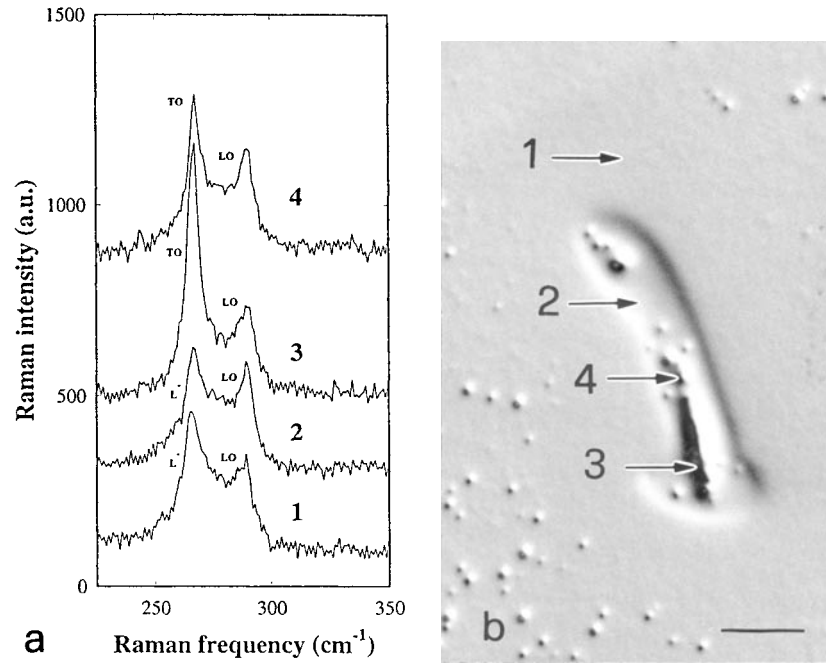 1500
1000
500
0
Raman intensity (a.u.)
TO
LO
4
TO
LO
3
L-
LO
2
L-
LO
1
250
300
350
Raman frequency (cm-1)
a
1
2
4
3
b